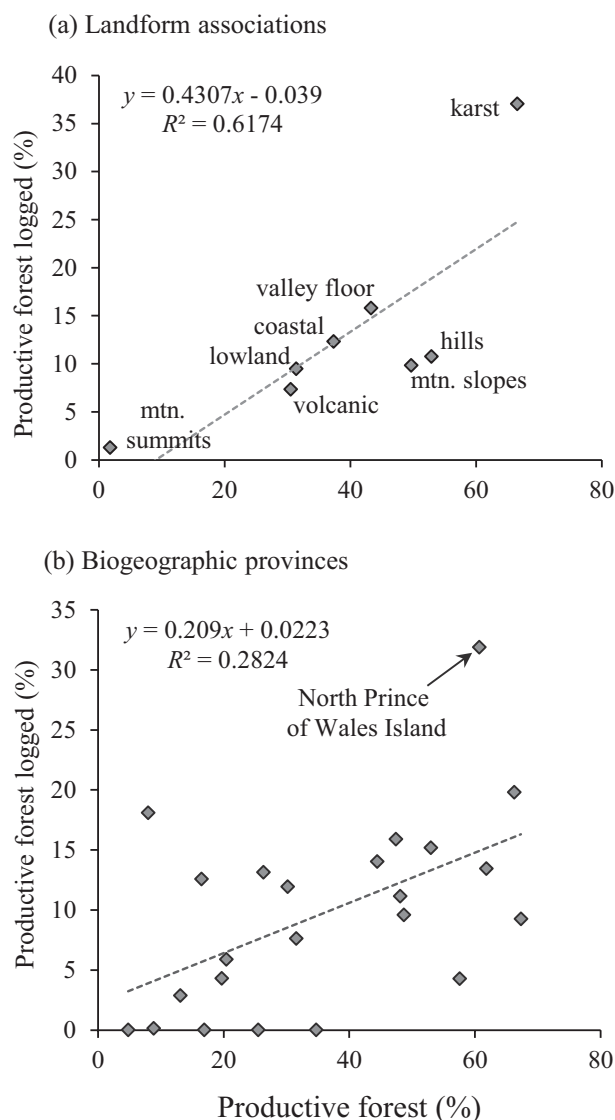 (a) Landform associations
Productive forest logged (%)
40
35
30
25
20
15
10
5
0
y = 0.4307x - 0.039
R² = 0.6174
karst
valley floor
coastal
lowland
hills
mtn. slopes
volcanic
mtn.
summits
0 20 40 60 80
(b) Biogeographic provinces
Productive forest logged (%)
35
30
25
20
15
10
5
0
y = 0.209x + 0.0223
R² = 0.2824
North Prince
of Wales Island
0 20 40 60 80
Productive forest (%)